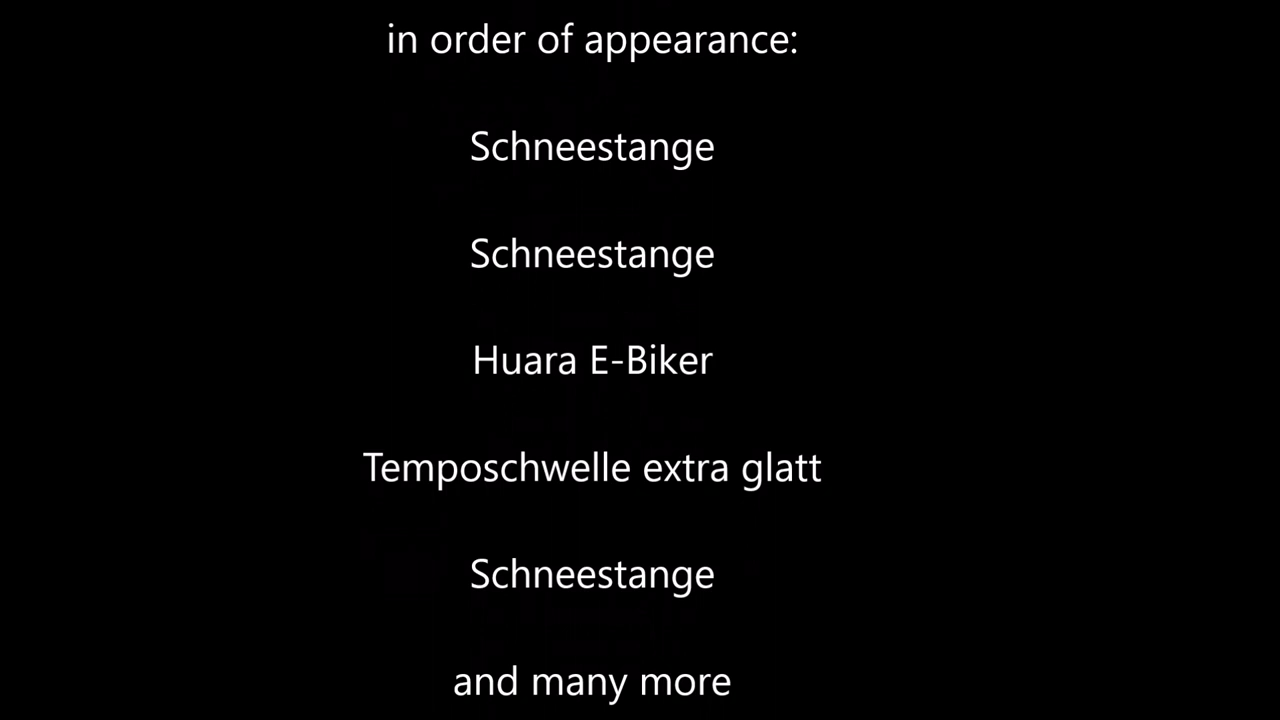 in order of appearance:
Schneestange
Schneestange
Huara E-Biker
Temposchwelle extra glatt
Schneestange
and many more